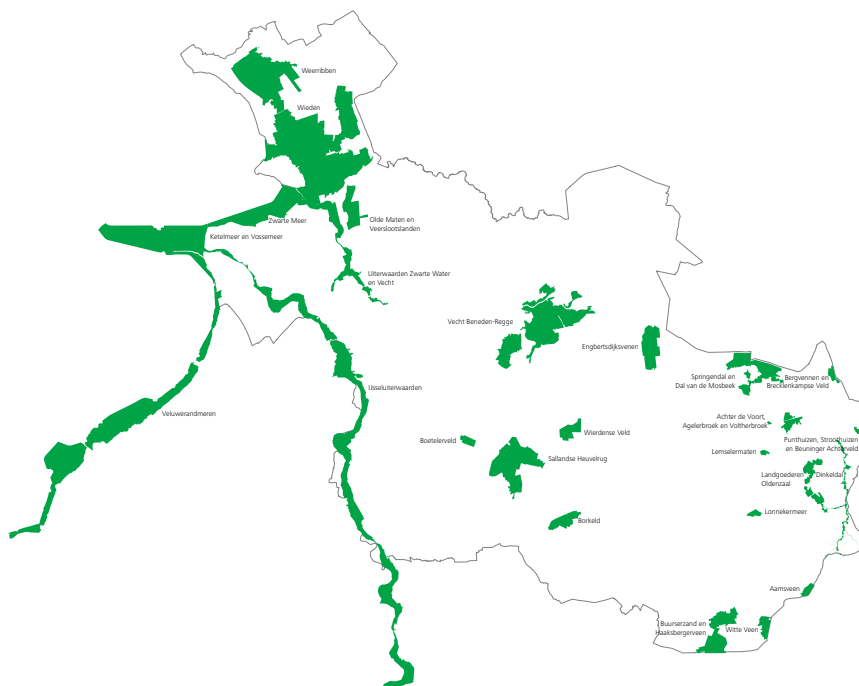 Weerribben
Wieden
Zwarte Meer
Olde Maten en
Veerslootslanden
Ketelmeer en Vossemeer
Uiterwaarden Zwarte Water
en Vecht
Vecht Beneden-Regge
Engbertsdijksvenen
Springendal en
Dal van de Mosbeek
Bergvennen en
Brecklenkampse Veld
IJsseluiterwaarden
Veluwerandmeren
Achter de Voort,
Agelerbroek en Voltherbroek
Wierdense Veld
Boetelerveld
Punthuizen, Stroothuizen
en Beuninger Achterveld
Lemselermaten
Sallandse Heuvelrug
Landgoederen
Oldenzaal
Dinkeldal
Lonnekermeer
Borkeld
Aamsveen
Buurserzand en
Haaksbergerveen
Witte Veen